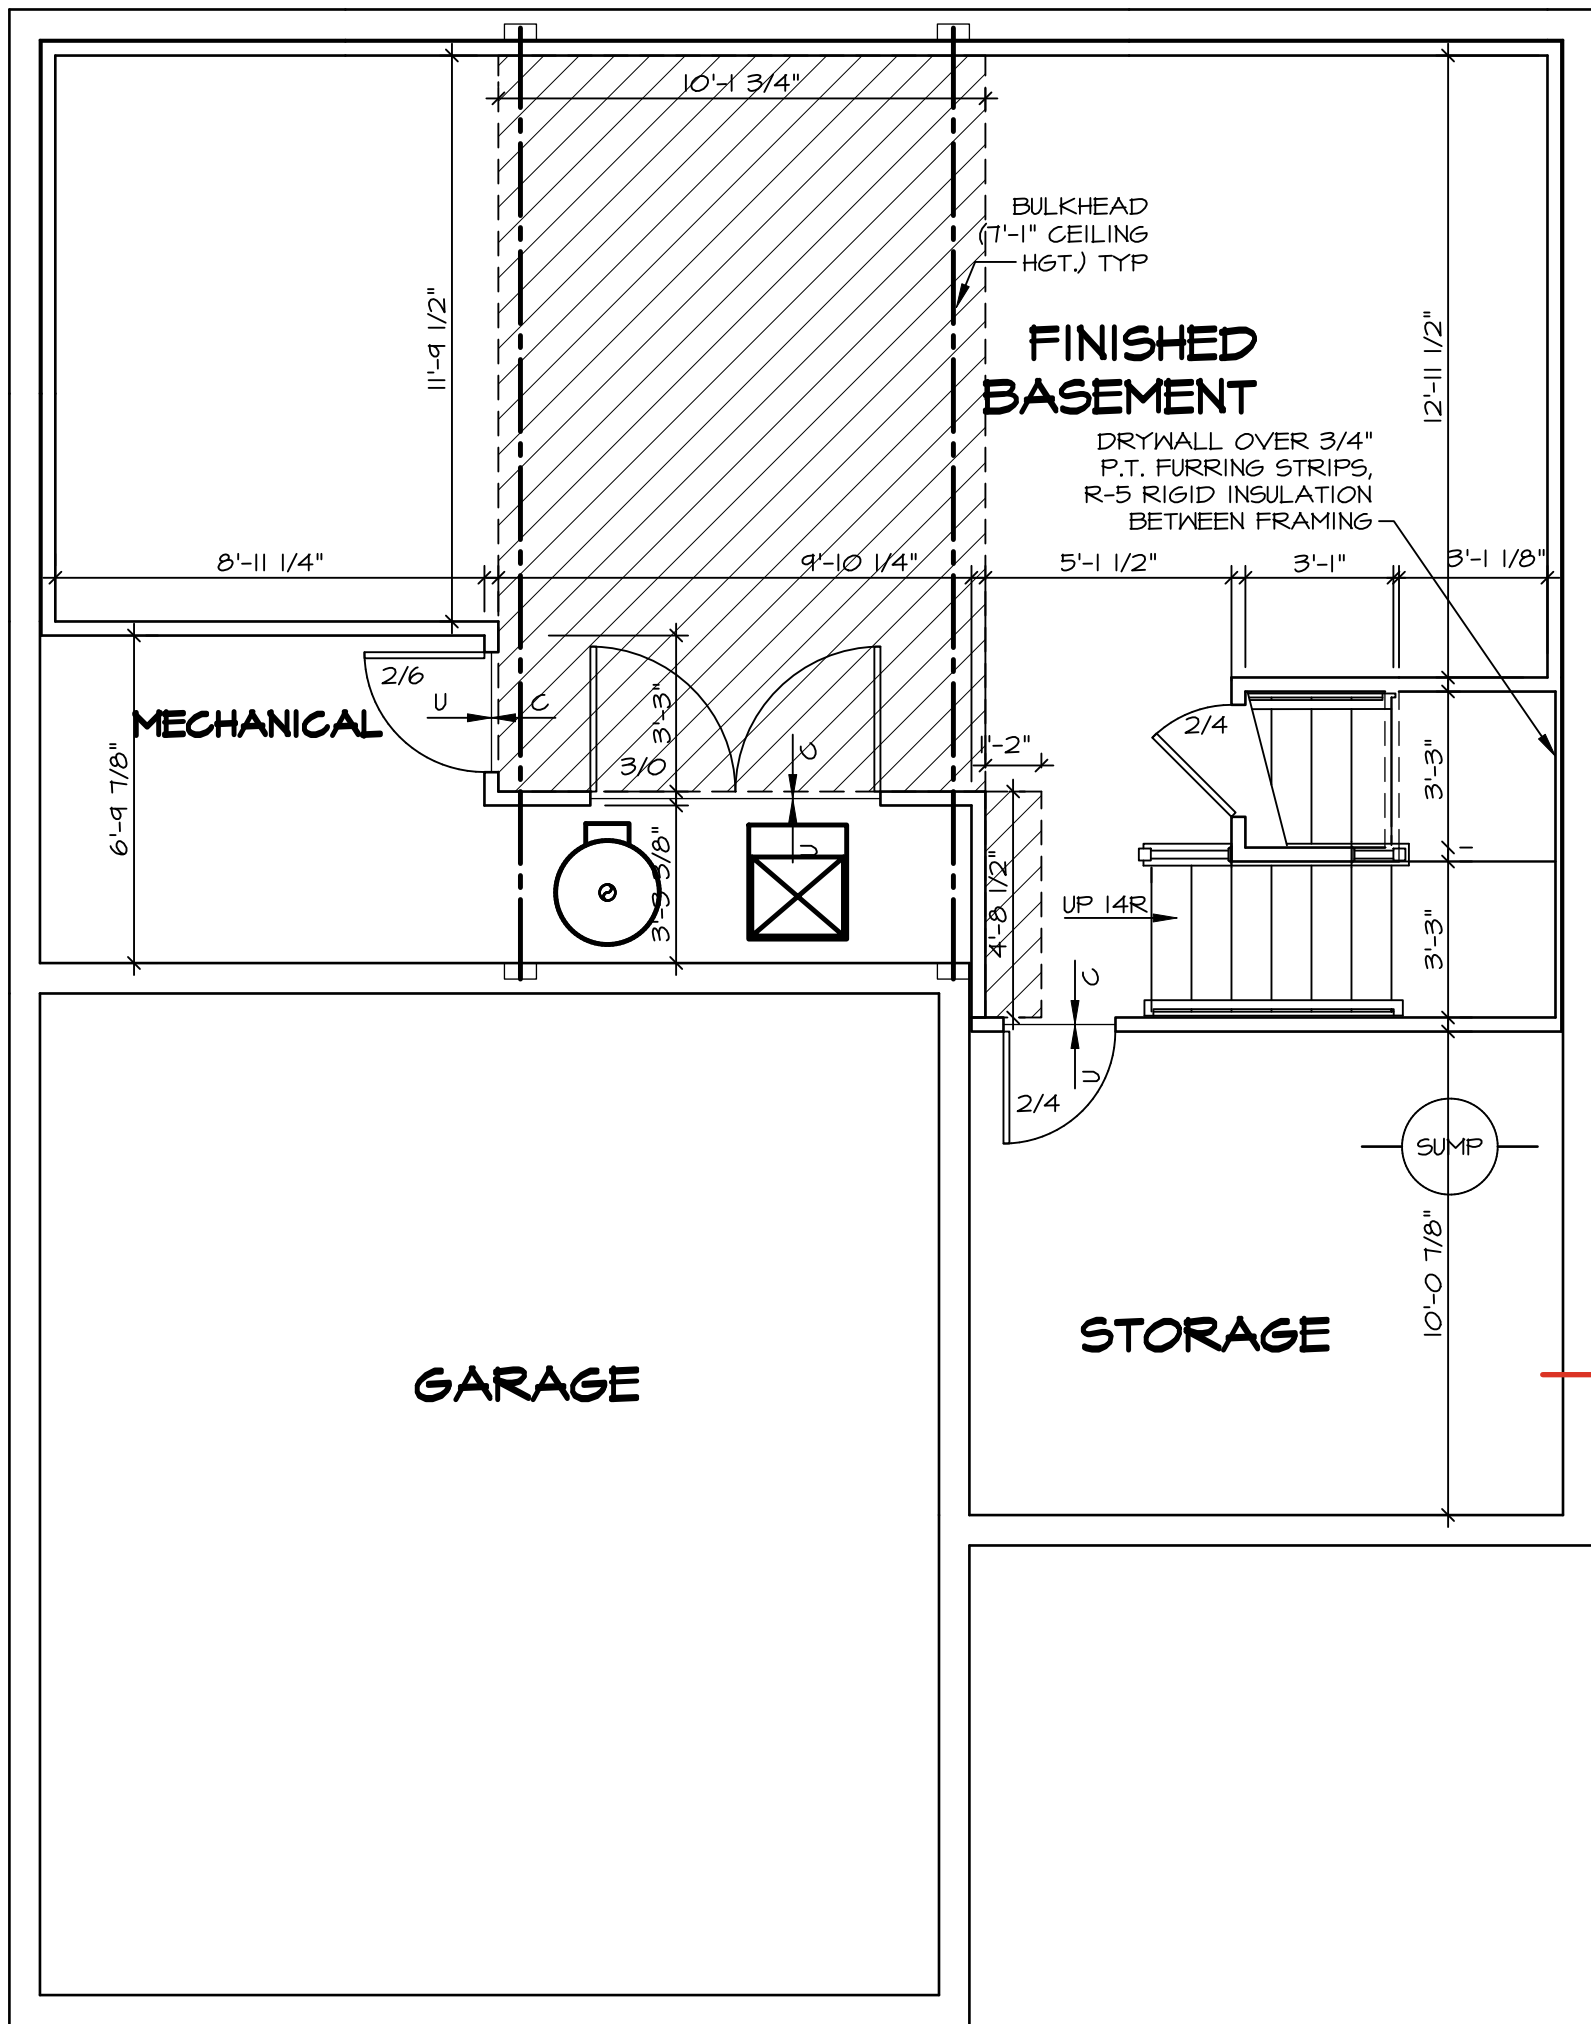 10'-1 3/4"
BULKHEAD
(7'-1" CEILING
HGT.) TYP
11'-9 1/2"
12'-11 1/2"
FINISHED
BASEMENT
DRYWALL OVER 3/4"
P.T. FURRING STRIPS,
R-5 RIGID INSULATION
BETWEEN FRAMING
8'-11 1/4"
9'-10 1/4"
5'-1 1/2"
3'-1"
3'-1 1/8"
2/6
U
C
MECHANICAL
6'-9 7/8"
3'-3"
3/0
C
U
1'-2"
2/4
3'-3"
4'-8 1/2"
UP 14R
3'-3"
C
U
2/4
SUMP
10'-0 7/8"
STORAGE
GARAGE